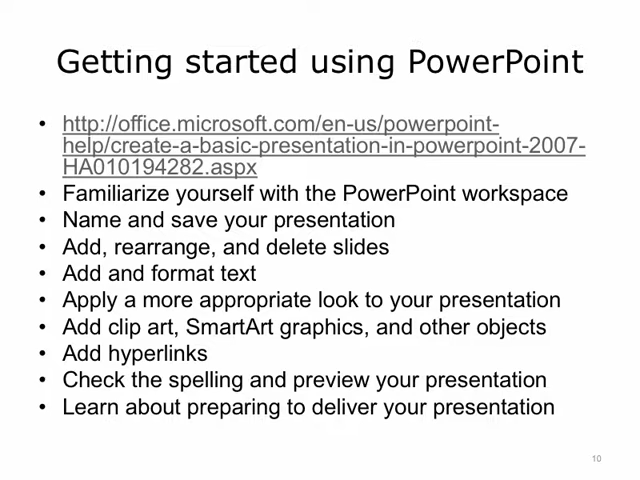 Getting started using PowerPoint
• http://office.microsoft.com/en-us/powerpoint-
help/create-a-basic-presentation-in-powerpoint-2007-
HA010194282.aspx
• Familiarize yourself with the PowerPoint workspace
• Name and save your presentation
• Add, rearrange, and delete slides
• Add and format text
• Apply a more appropriate look to your presentation
• Add clip art, SmartArt graphics, and other objects
• Add hyperlinks
• Check the spelling and preview your presentation
• Learn about preparing to deliver your presentation
10